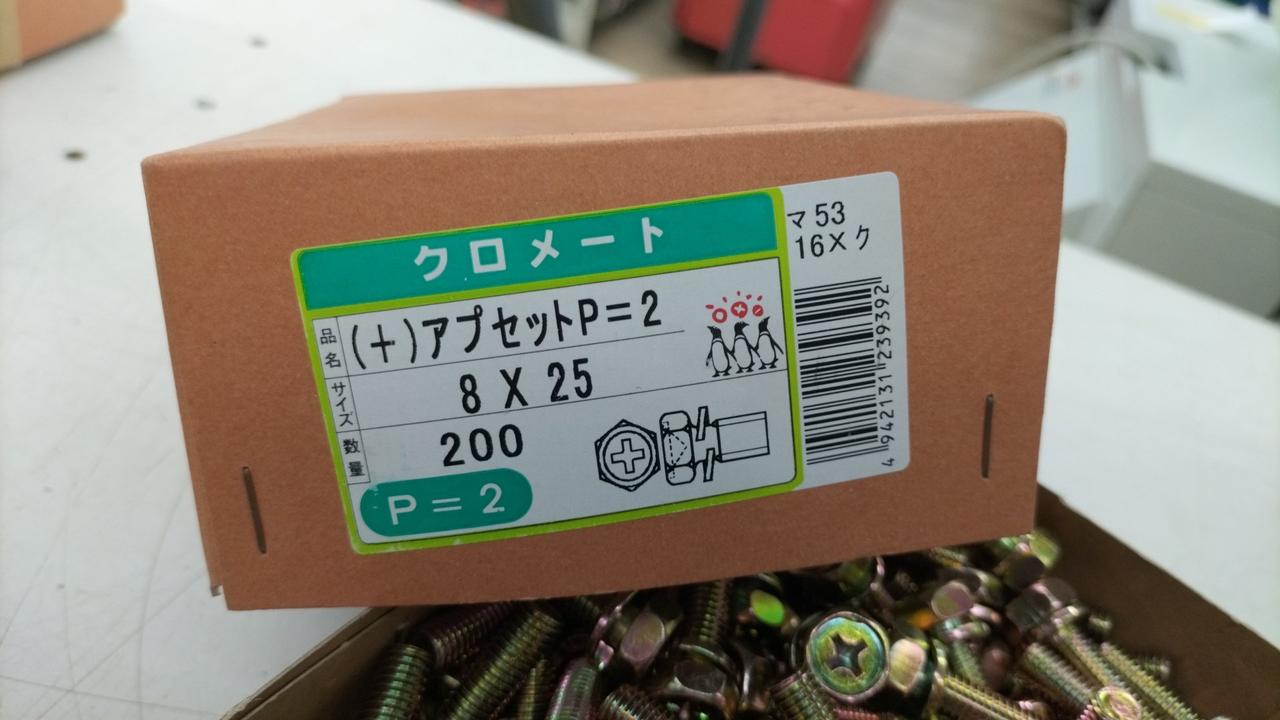 クロメート
品名 (+)アプセットP=2
サイズ 8 X 25
数量 200
P=2
マ53
16×ク
4942131239392